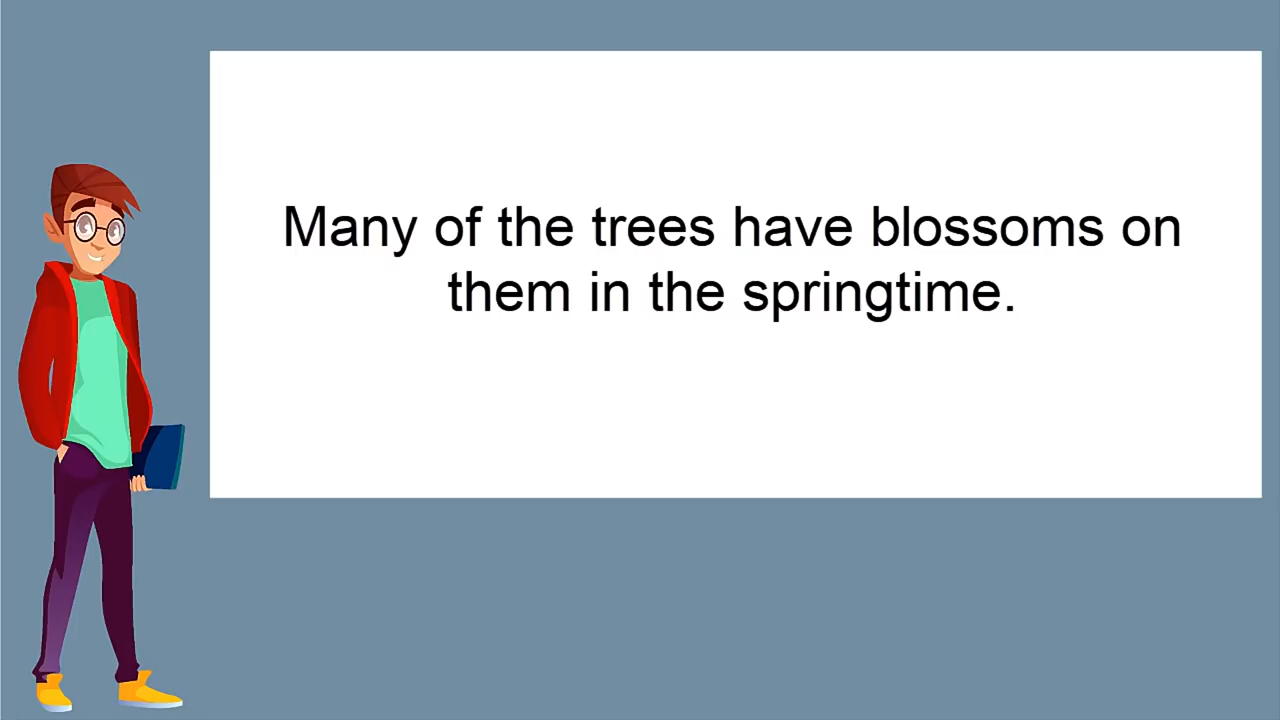 Many of the trees have blossoms on
them in the springtime.